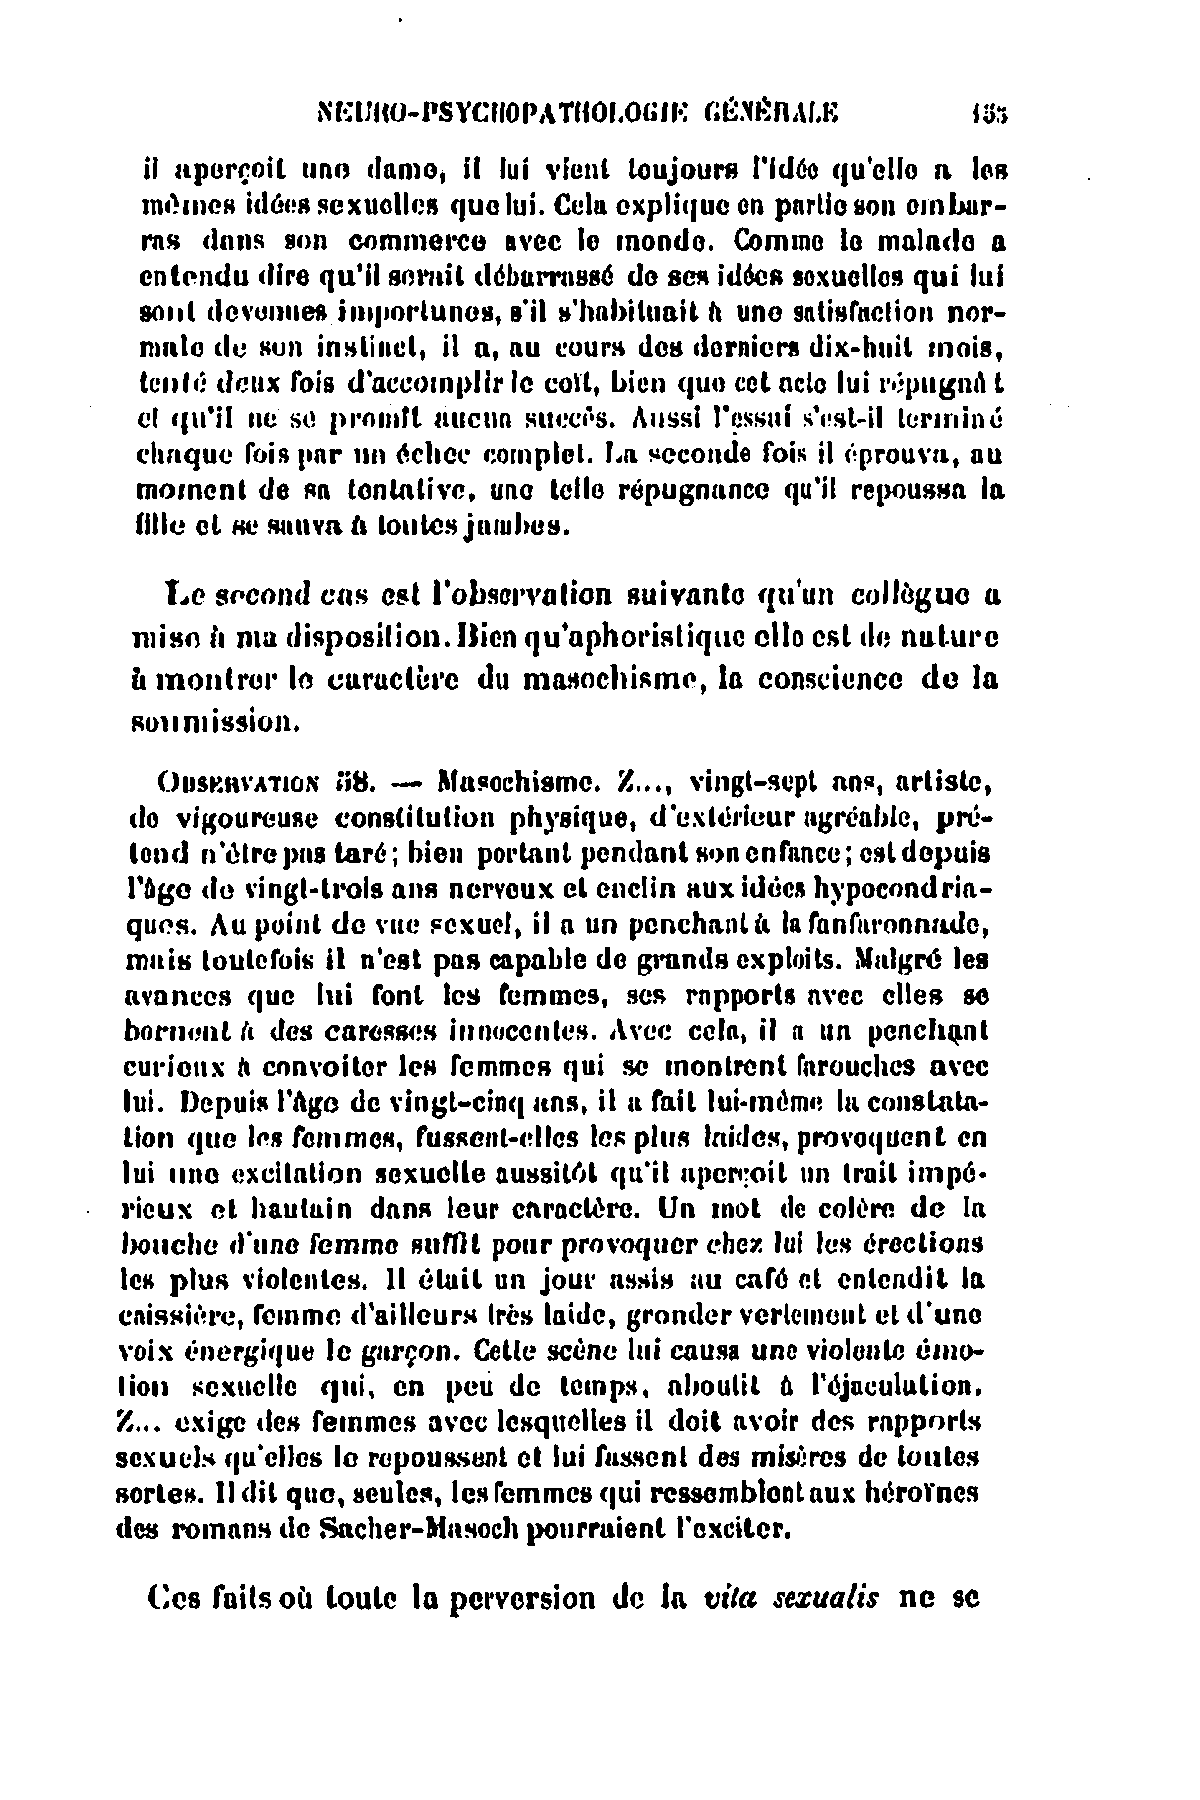 NEURO-PSYCHOPATHOLOGIE GÉNÉRALE 155
il aperçoit une dame, il lui vient toujours l'idée qu'elle a les
mêmes idées sexuelles que lui. Cela explique en partie son embar-
ras dans son commerce avec le monde. Comme le malade a
entendu dire qu'il serait débarrassé de ses idées sexuelles qui lui
sont devenues importunes, s'il s'habituait à une satisfaction nor-
male de son instinct, il a, au cours des derniers dix-huit mois,
tenté deux fois d'accomplir le coït, bien que cet acte lui répugnât
et qu'il ne se promît aucun succès. Aussi l'essai s'est-il terminé
chaque fois par un échec complet. La seconde fois il éprouva, au
moment de sa tentative, une telle répugnance qu'il repoussa la
fille et se sauva à toutes jambes.
Le second cas est l'observation suivante qu'un collègue a
mise à ma disposition. Bien qu'aphoristique elle est de nature
à montrer le caractère du masochisme, la conscience de la
soumission.
OBSERVATION 58. — Masochisme. Z..., vingt-sept ans, artiste,
de vigoureuse constitution physique, d'extérieur agréable, pré-
tend n'être pas taré ; bien portant pendant son enfance ; est depuis
l'âge de vingt-trois ans nerveux et enclin aux idées hypocondria-
ques. Au point de vue sexuel, il a un penchant à la fanfaronnade,
mais toutefois il n'est pas capable de grands exploits. Malgré les
avances que lui font les femmes, ses rapports avec elles se
bornent à des caresses innocentes. Avec cela, il a un penchant
curieux à convoiter les femmes qui se montrent farouches avec
lui. Depuis l'âge de vingt-cinq ans, il a fait lui-même la constata-
tion que les femmes, fussent-elles les plus laides, provoquent en
lui une excitation sexuelle aussitôt qu'il aperçoit un trait impé-
rieux et hautain dans leur caractère. Un mot de colère de la
bouche d'une femme suffit pour provoquer chez lui les érections
les plus violentes. Il était un jour assis au café et entendit la
caissière, femme d'ailleurs très laide, gronder vertement et d'une
voix énergique le garçon. Cette scène lui causa une violente émo-
tion sexuelle qui, en peu de temps, aboutit à l'éjaculation.
Z... exige des femmes avec lesquelles il doit avoir des rapports
sexuels qu'elles le repoussent et lui fassent des misères de toutes
sortes. Il dit que, seules, les femmes qui ressemblent aux héroïnes
des romans de Sacher-Masoch pourraient l'exciter.
Ces faits où toute la perversion de la vita sexualis ne se